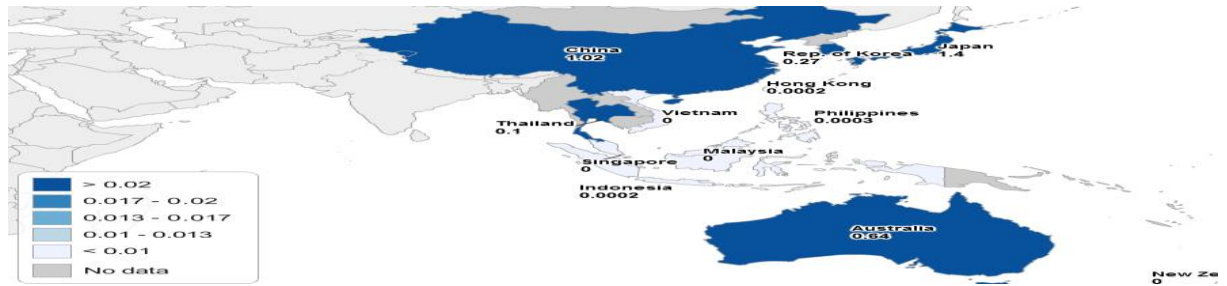 China
1.02
Japan
1.4
Rep. of Korea
0.27
Hong Kong
0.0002
Vietnam
0
Philippines
0.0003
Thailand
0.1
Malaysia
0
Singapore
0
Indonesia
0.0002
Australia
0.64
New Ze
0
> 0.02
0.017 - 0.02
0.013 - 0.017
0.01 - 0.013
< 0.01
No data